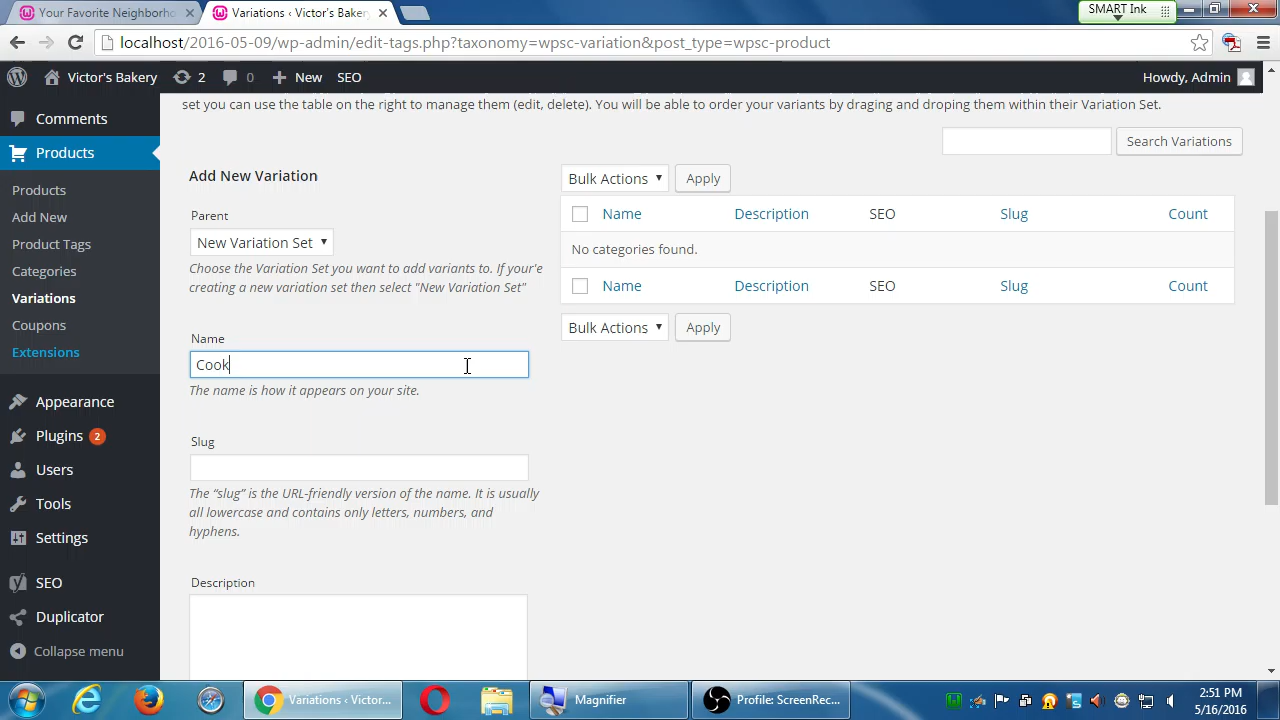 Your Favorite Neighborho
Variations ‹ Victor's Bakery
SMART Ink
localhost/2016-05-09/wp-admin/edit-tags.php?taxonomy=wpsc-variation&post_type=wpsc-product
Victor's Bakery 2 0 New SEO Howdy, Admin
set you can use the table on the right to manage them (edit, delete). You will be able to order your variants by draging and droping them within their Variation Set.
Comments
Products
Products
Add New
Product Tags
Categories
Variations
Coupons
Extensions
Appearance
Plugins 2
Users
Tools
Settings
SEO
Duplicator
Collapse menu
Search Variations
Add New Variation
Parent
New Variation Set
Choose the Variation Set you want to add variants to. If your'e
creating a new variation set then select "New Variation Set"
Name
Cook
The name is how it appears on your site.
Slug
The “slug” is the URL-friendly version of the name. It is usually
all lowercase and contains only letters, numbers, and
hyphens.
Description
Bulk Actions Apply
Name Description SEO Slug Count
No categories found.
Name Description SEO Slug Count
Bulk Actions Apply
Variations ‹ Victor...
Magnifier
Profile: ScreenRec...
2:51 PM
5/16/2016